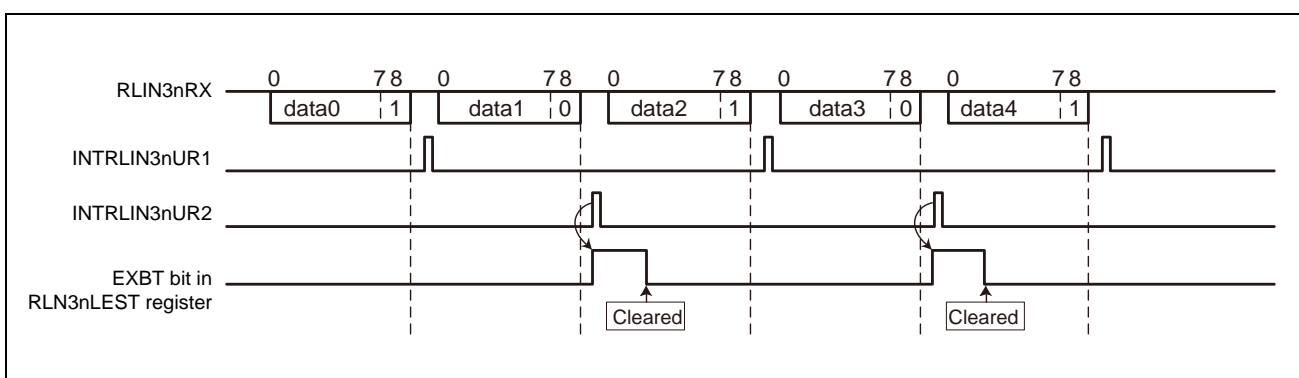 0 7 8 0 7 8 0 7 8 0 7 8 0 7 8
RLIN3nRX
data0 1 data1 0 data2 1 data3 0 data4 1
INTRLIN3nUR1
INTRLIN3nUR2
EXBT bit in
RLN3nLEST register
Cleared Cleared